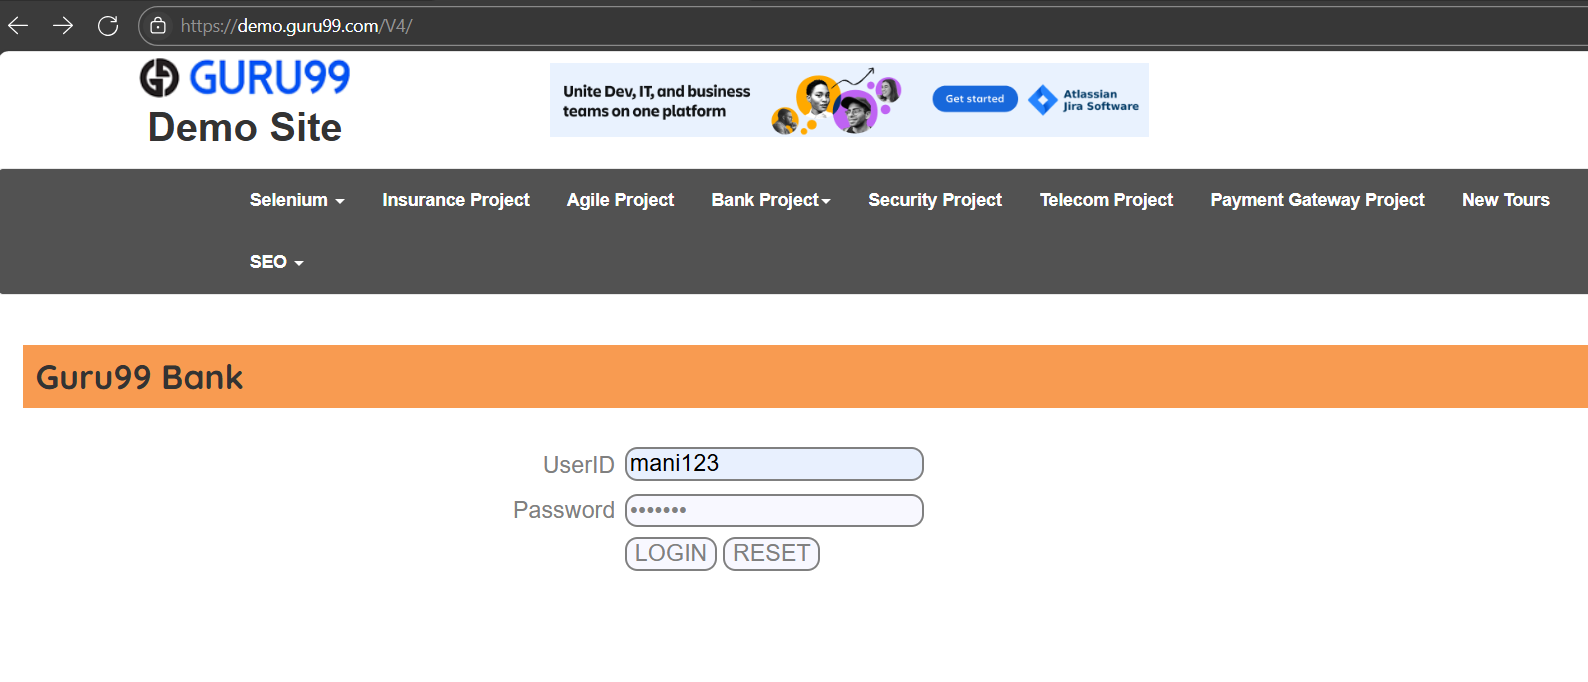 https://demo.guru99.com/V4/
GURU99
Demo Site
Unite Dev, IT, and business
teams on one platform
Get started
Atlassian
Jira Software
Selenium Insurance Project Agile Project Bank Project Security Project Telecom Project Payment Gateway Project New Tours
SEO
Guru99 Bank
UserID mani123
Password •••••••
LOGIN RESET